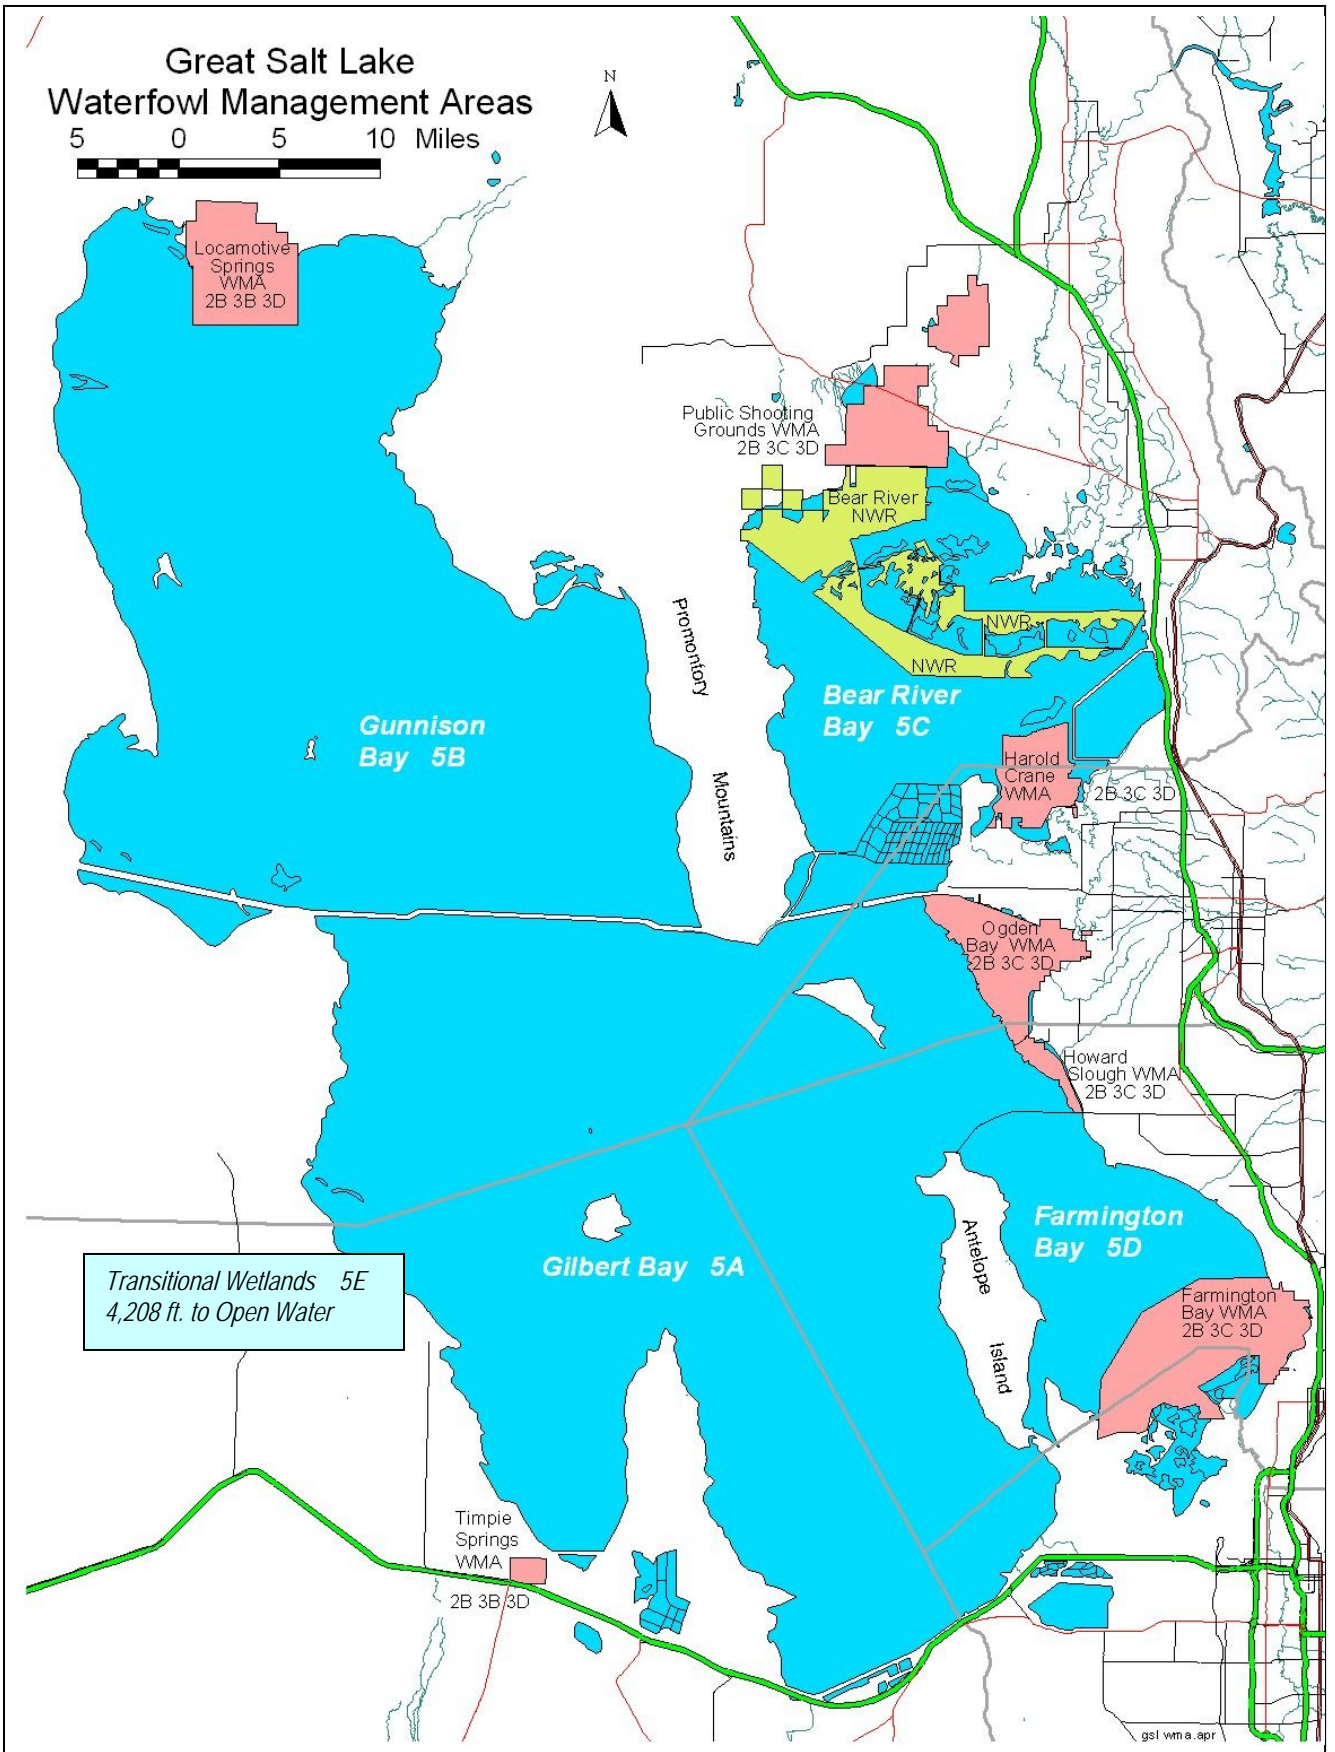 Great Salt Lake
Waterfowl Management Areas
5 0 5 10 Miles
N
Locamotive
Springs
WMA
2B 3B 3D
Public Shooting
Grounds WMA
2B 3C 3D
Bear River
NWR
NWR
NWR
Promontory
Mountains
Bear River
Bay 5C
Gunnison
Bay 5B
Harold
Crane
WMA
2B 3C 3D
Ogden
Bay WMA
2B 3C 3D
Howard
Slough WMA
2B 3C 3D
Antelope
Island
Farmington
Bay 5D
Gilbert Bay 5A
Transitional Wetlands 5E
4,208 ft. to Open Water
Farmington
Bay WMA
2B 3C 3D
Timpie
Springs
WMA
2B 3B 3D
gsl wma.apr